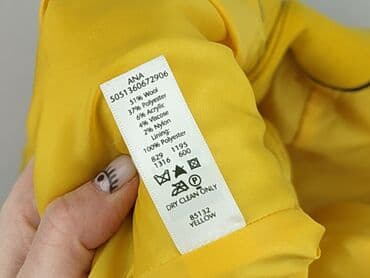 ANA
5051360672906
51% Wool
37% Polyester
6% Acrylic
4% Viscose
2% Nylon
Lining:
100% Polyester
829 1195
1316 600
P
DRY CLEAN ONLY
85132
YELLOW